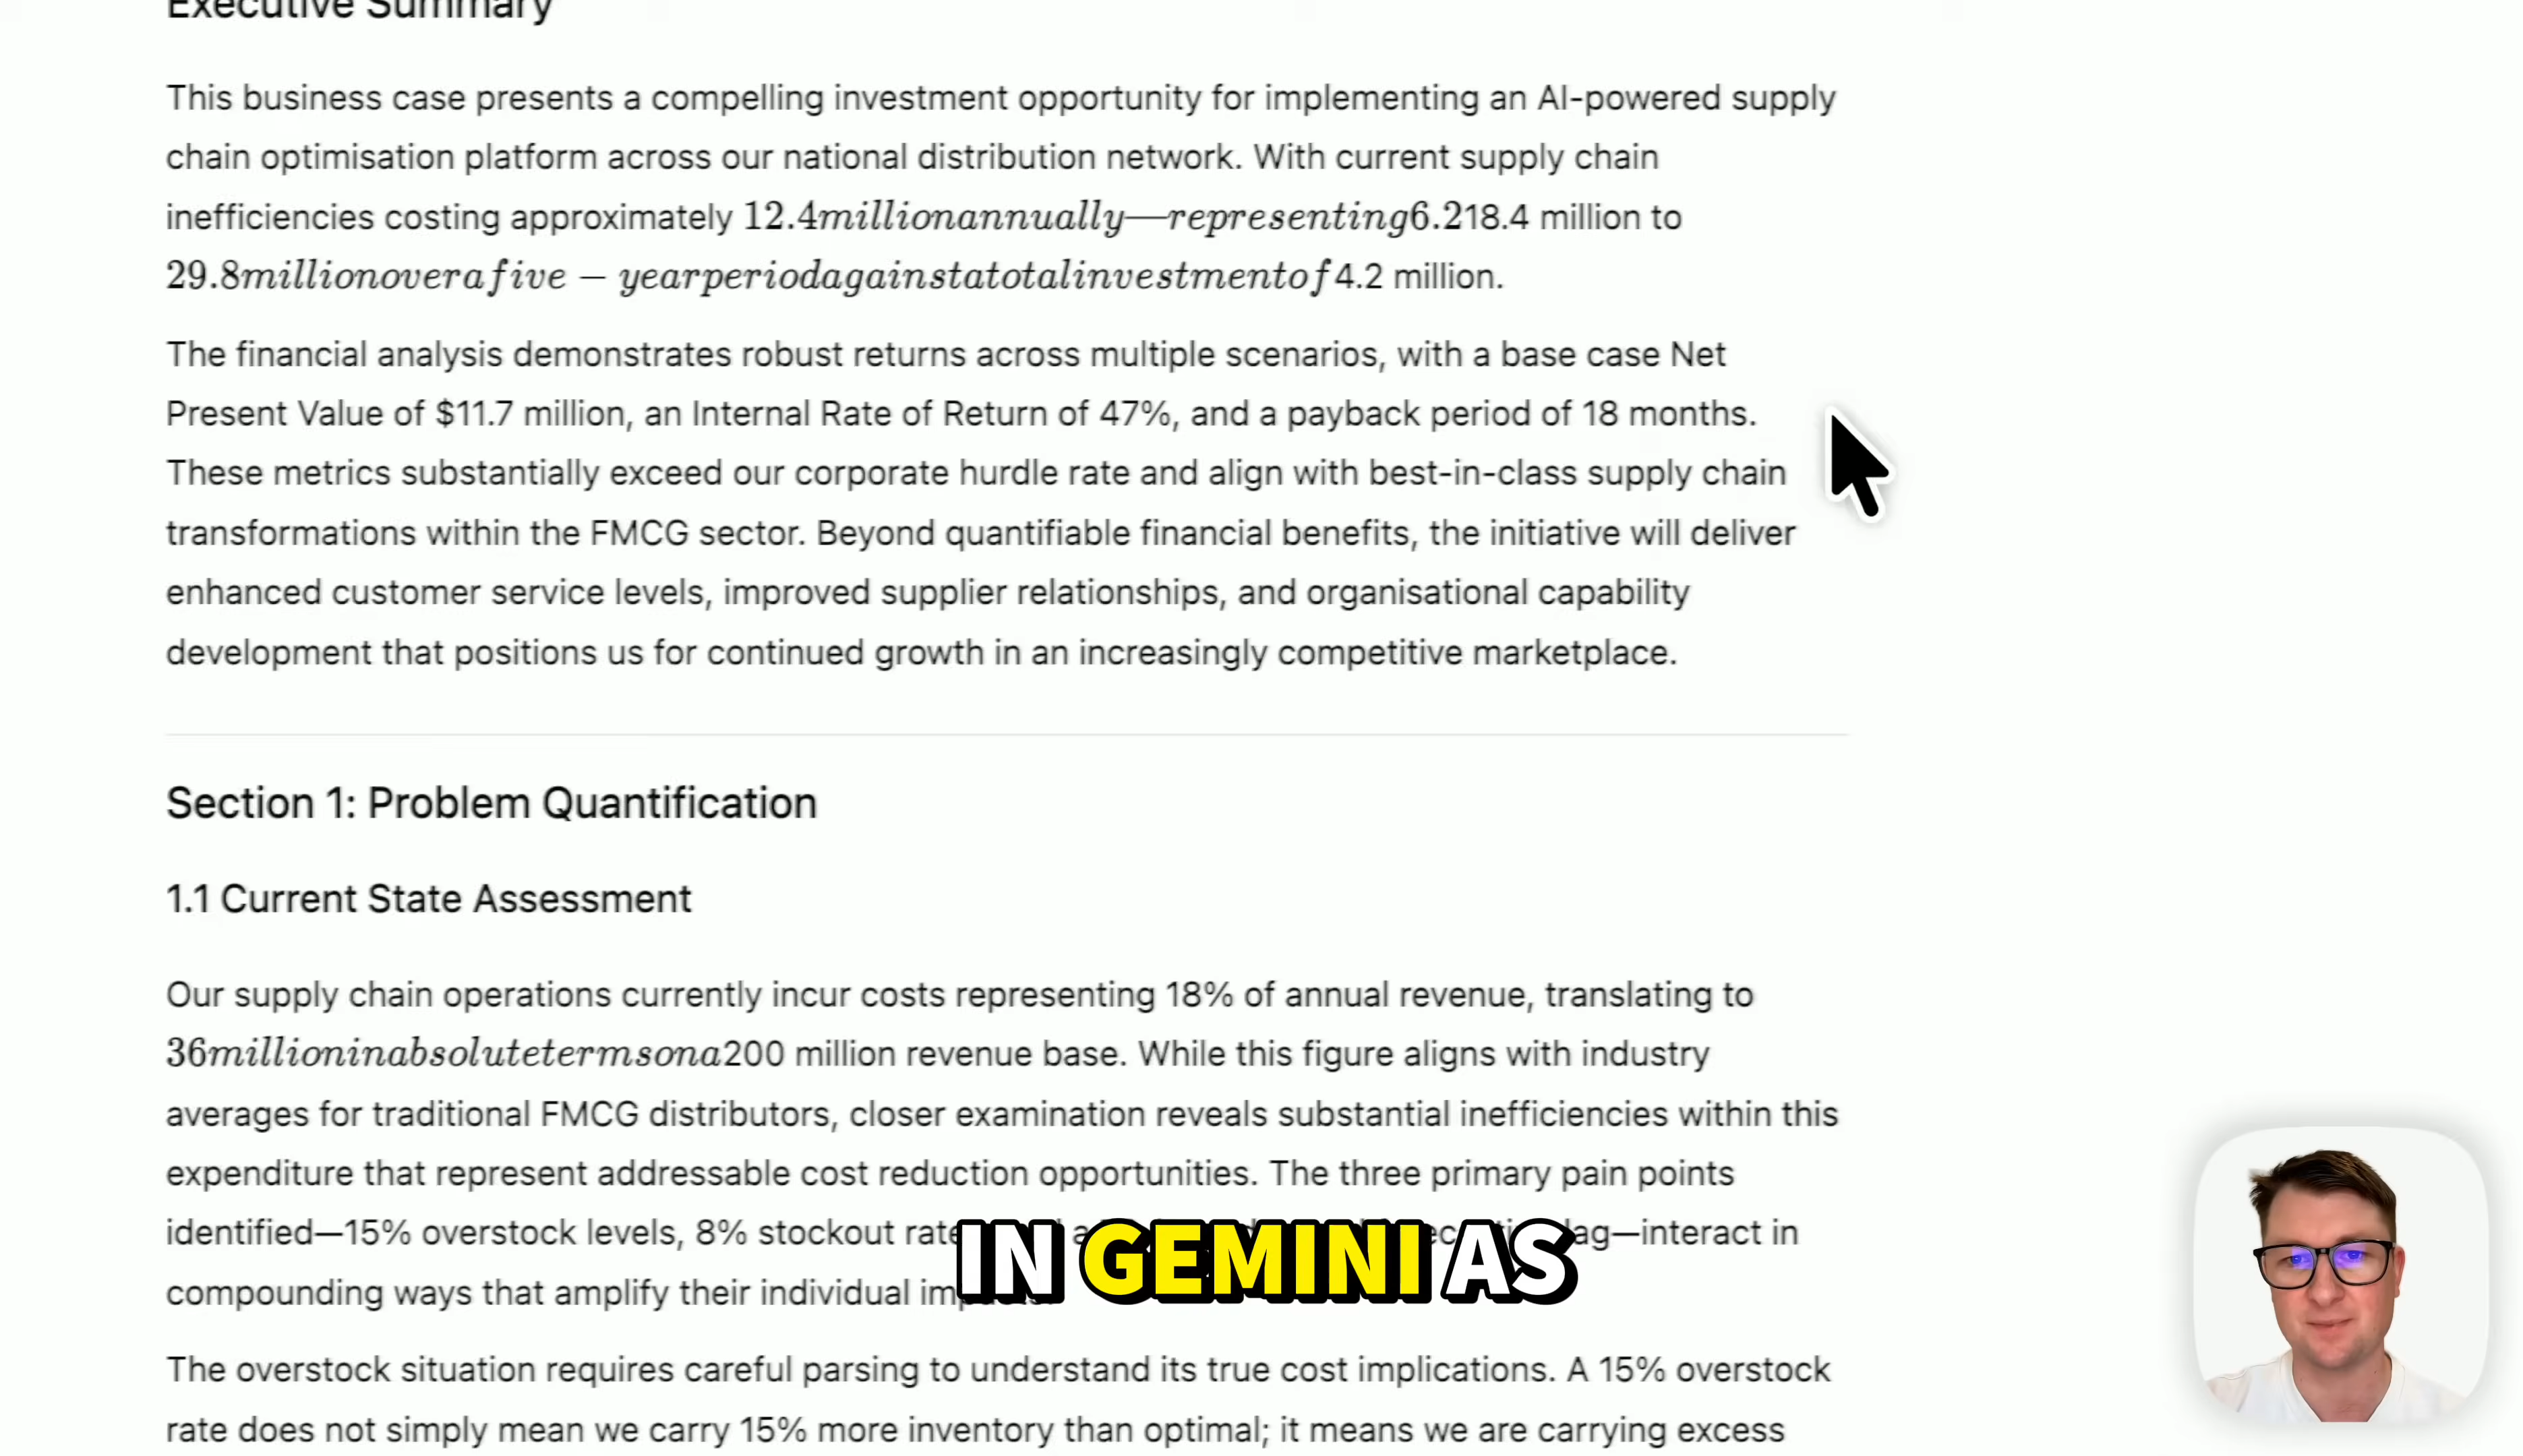 Executive Summary
This business case presents a compelling investment opportunity for implementing an AI-powered supply
chain optimisation platform across our national distribution network. With current supply chain
inefficiencies costing approximately 12.4millionannually—representing6.218.4 million to
29.8millionoverafive−yearperiodagainstatotalinvestmentof4.2 million.
The financial analysis demonstrates robust returns across multiple scenarios, with a base case Net
Present Value of $11.7 million, an Internal Rate of Return of 47%, and a payback period of 18 months.
These metrics substantially exceed our corporate hurdle rate and align with best-in-class supply chain
transformations within the FMCG sector. Beyond quantifiable financial benefits, the initiative will deliver
enhanced customer service levels, improved supplier relationships, and organisational capability
development that positions us for continued growth in an increasingly competitive marketplace.
Section 1: Problem Quantification
1.1 Current State Assessment
Our supply chain operations currently incur costs representing 18% of annual revenue, translating to
36millioninabsolutetermsona200 million revenue base. While this figure aligns with industry
averages for traditional FMCG distributors, closer examination reveals substantial inefficiencies within this
expenditure that represent addressable cost reduction opportunities. The three primary pain points
identified—15% overstock levels, 8% stockout lag—interact in
compounding ways that amplify their individual
IN GEMINI AS
The overstock situation requires careful parsing to understand its true cost implications. A 15% overstock
rate does not simply mean we carry 15% more inventory than optimal; it means we are carrying excess